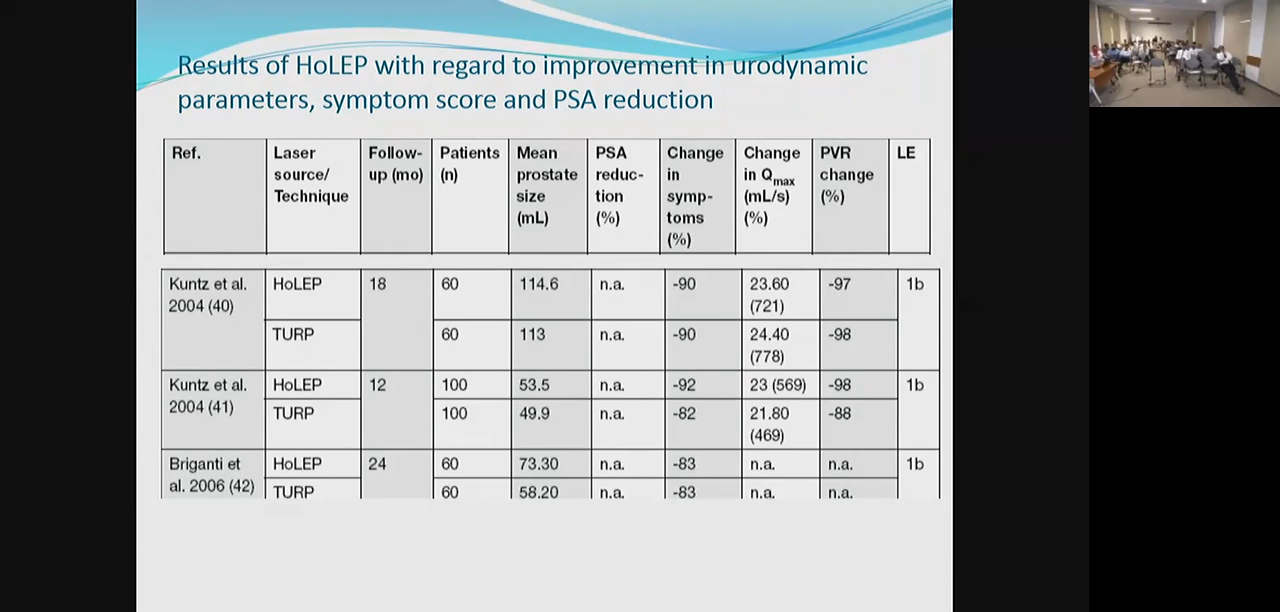 Results of HoLEP with regard to improvement in urodynamic
parameters, symptom score and PSA reduction
Ref. Laser source/ Technique Follow-up (mo) Patients (n) Mean prostate size (mL) PSA reduc-tion (%) Change in symp-toms (%) Change in Qmax (mL/s) (%) PVR change (%) LE
Kuntz et al. 2004 (40) HoLEP 18 60 114.6 n.a. -90 23.60 (721) -97 1b
TURP 60 113 n.a. -90 24.40 (778) -98
Kuntz et al. 2004 (41) HoLEP 12 100 53.5 n.a. -92 23 (569) -98 1b
TURP 100 49.9 n.a. -82 21.80 (469) -88
Briganti et al. 2006 (42) HoLEP 24 60 73.30 n.a. -83 n.a. n.a. 1b
TURP 60 58.20 n.a. -83 n.a. n.a.